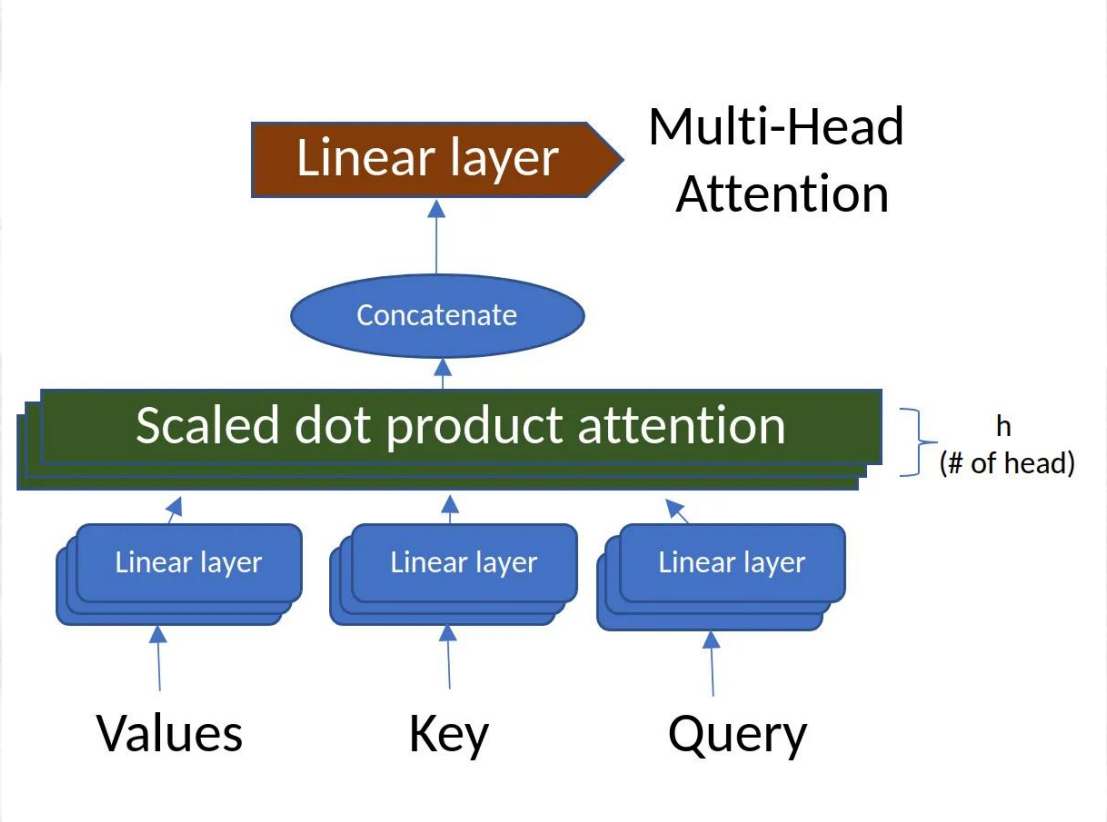 Linear layer
Multi-Head
Attention
Concatenate
Scaled dot product attention
h
(# of head)
Linear layer
Linear layer
Linear layer
Values
Key
Query